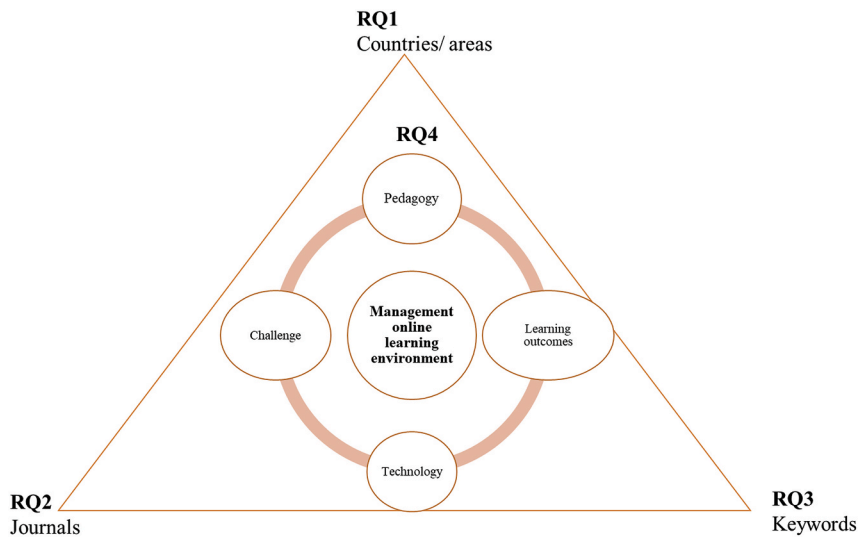 RQ1
Countries/ areas
RQ4
Pedagogy
Management
online
learning
environment
Challenge
Learning
outcomes
Technology
RQ2
Journals
RQ3
Keywords